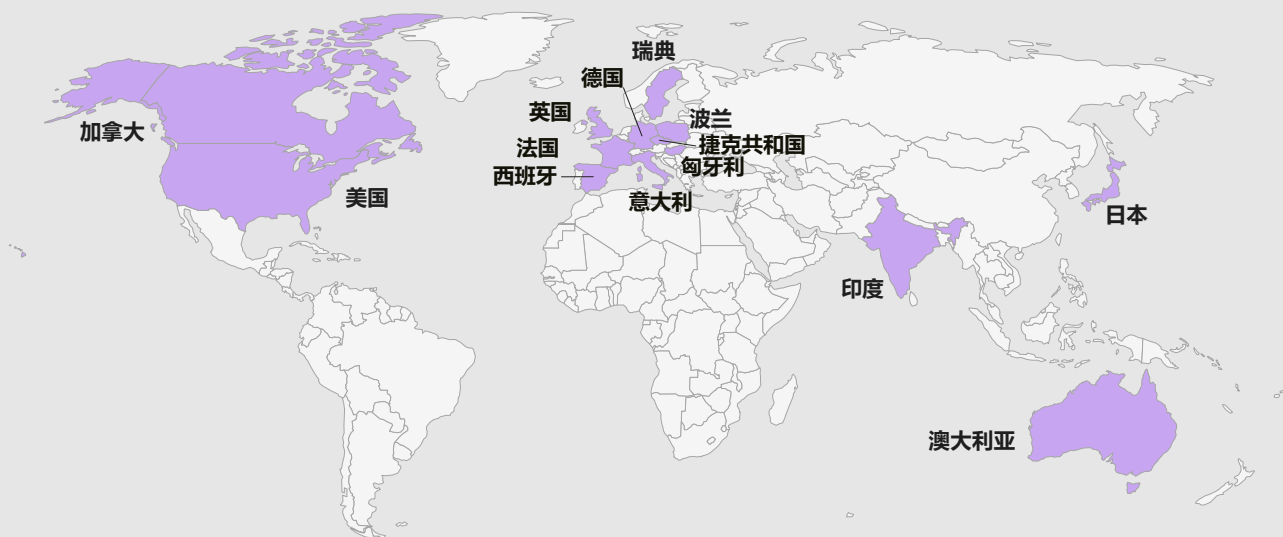 瑞典
德国
英国
波兰
加拿大
捷克共和国
法国
匈牙利
西班牙
美国
意大利
日本
印度
澳大利亚